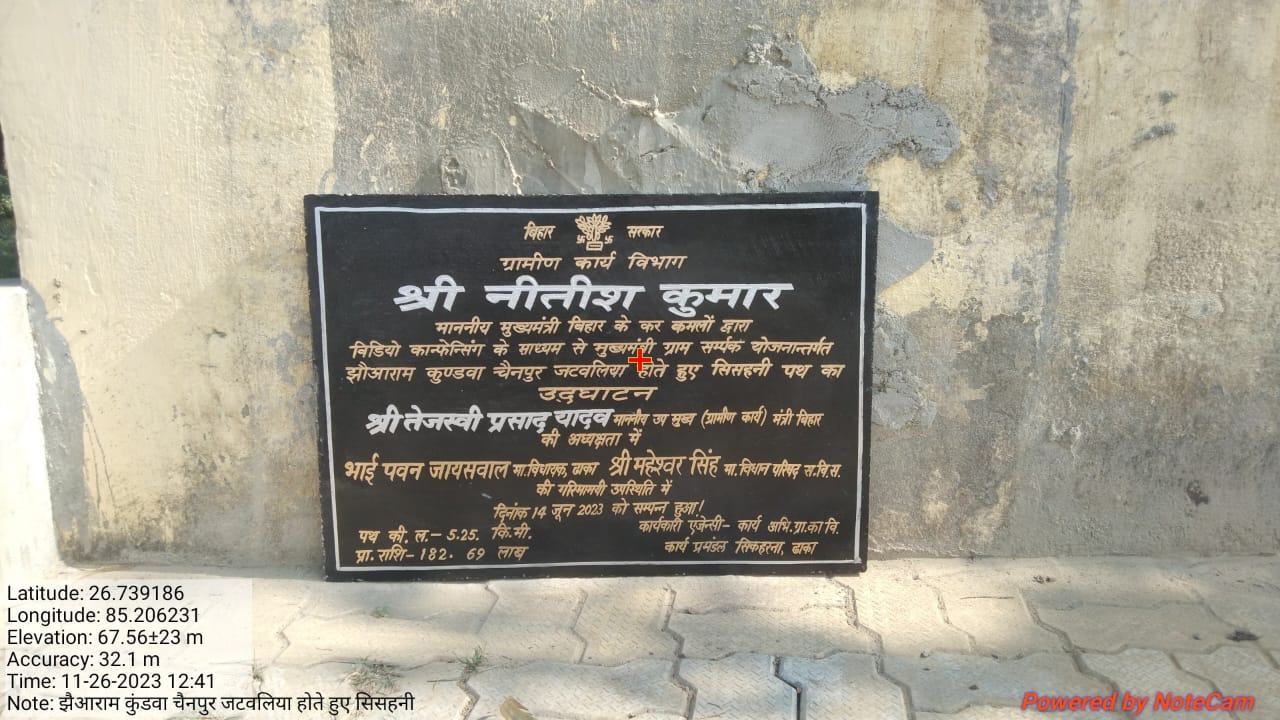 बिहार सरकार
ग्रामीण कार्य विभाग
श्री नीतीश कुमार
माननीय मुख्यमंत्री बिहार के कर कमलों द्वारा
विडियो कान्फेन्सिंग के माध्यम से मुख्यमंत्री ग्राम सर्म्पक योजनान्तर्गत
झौआराम कुण्डवा चैनपुर जटवलिया होते हुए सिसहनी पथ का
उदघाटन
श्री तेजस्वी प्रसाद यादव माननीय उप मुख्य (ग्रामीण कार्य) मंत्री बिहार
की अध्यक्षता में
भाई पवन जायसवाल मा.विधायक, ढाका श्री महेश्वर सिंह मा.विधान परिषद स.वि.स.
की गरिमामयी उपस्थिति में
दिनांक 14 जून 2023 को सम्पन्न हुआ!
पथ की. ल.- 5.25. कि.मी. कार्यकारी एजेन्सी- कार्य अभि.ग्रा.का वि.
प्रा. राशि- 182. 69 लाख कार्य प्रमंडल सिकहरना, ढाका
Latitude: 26.739186
Longitude: 85.206231
Elevation: 67.56±23 m
Accuracy: 32.1 m
Time: 11-26-2023 12:41
Note: झैआराम कुंडवा चैनपुर जटवलिया होते हुए सिसहनी
Powered by NoteCam